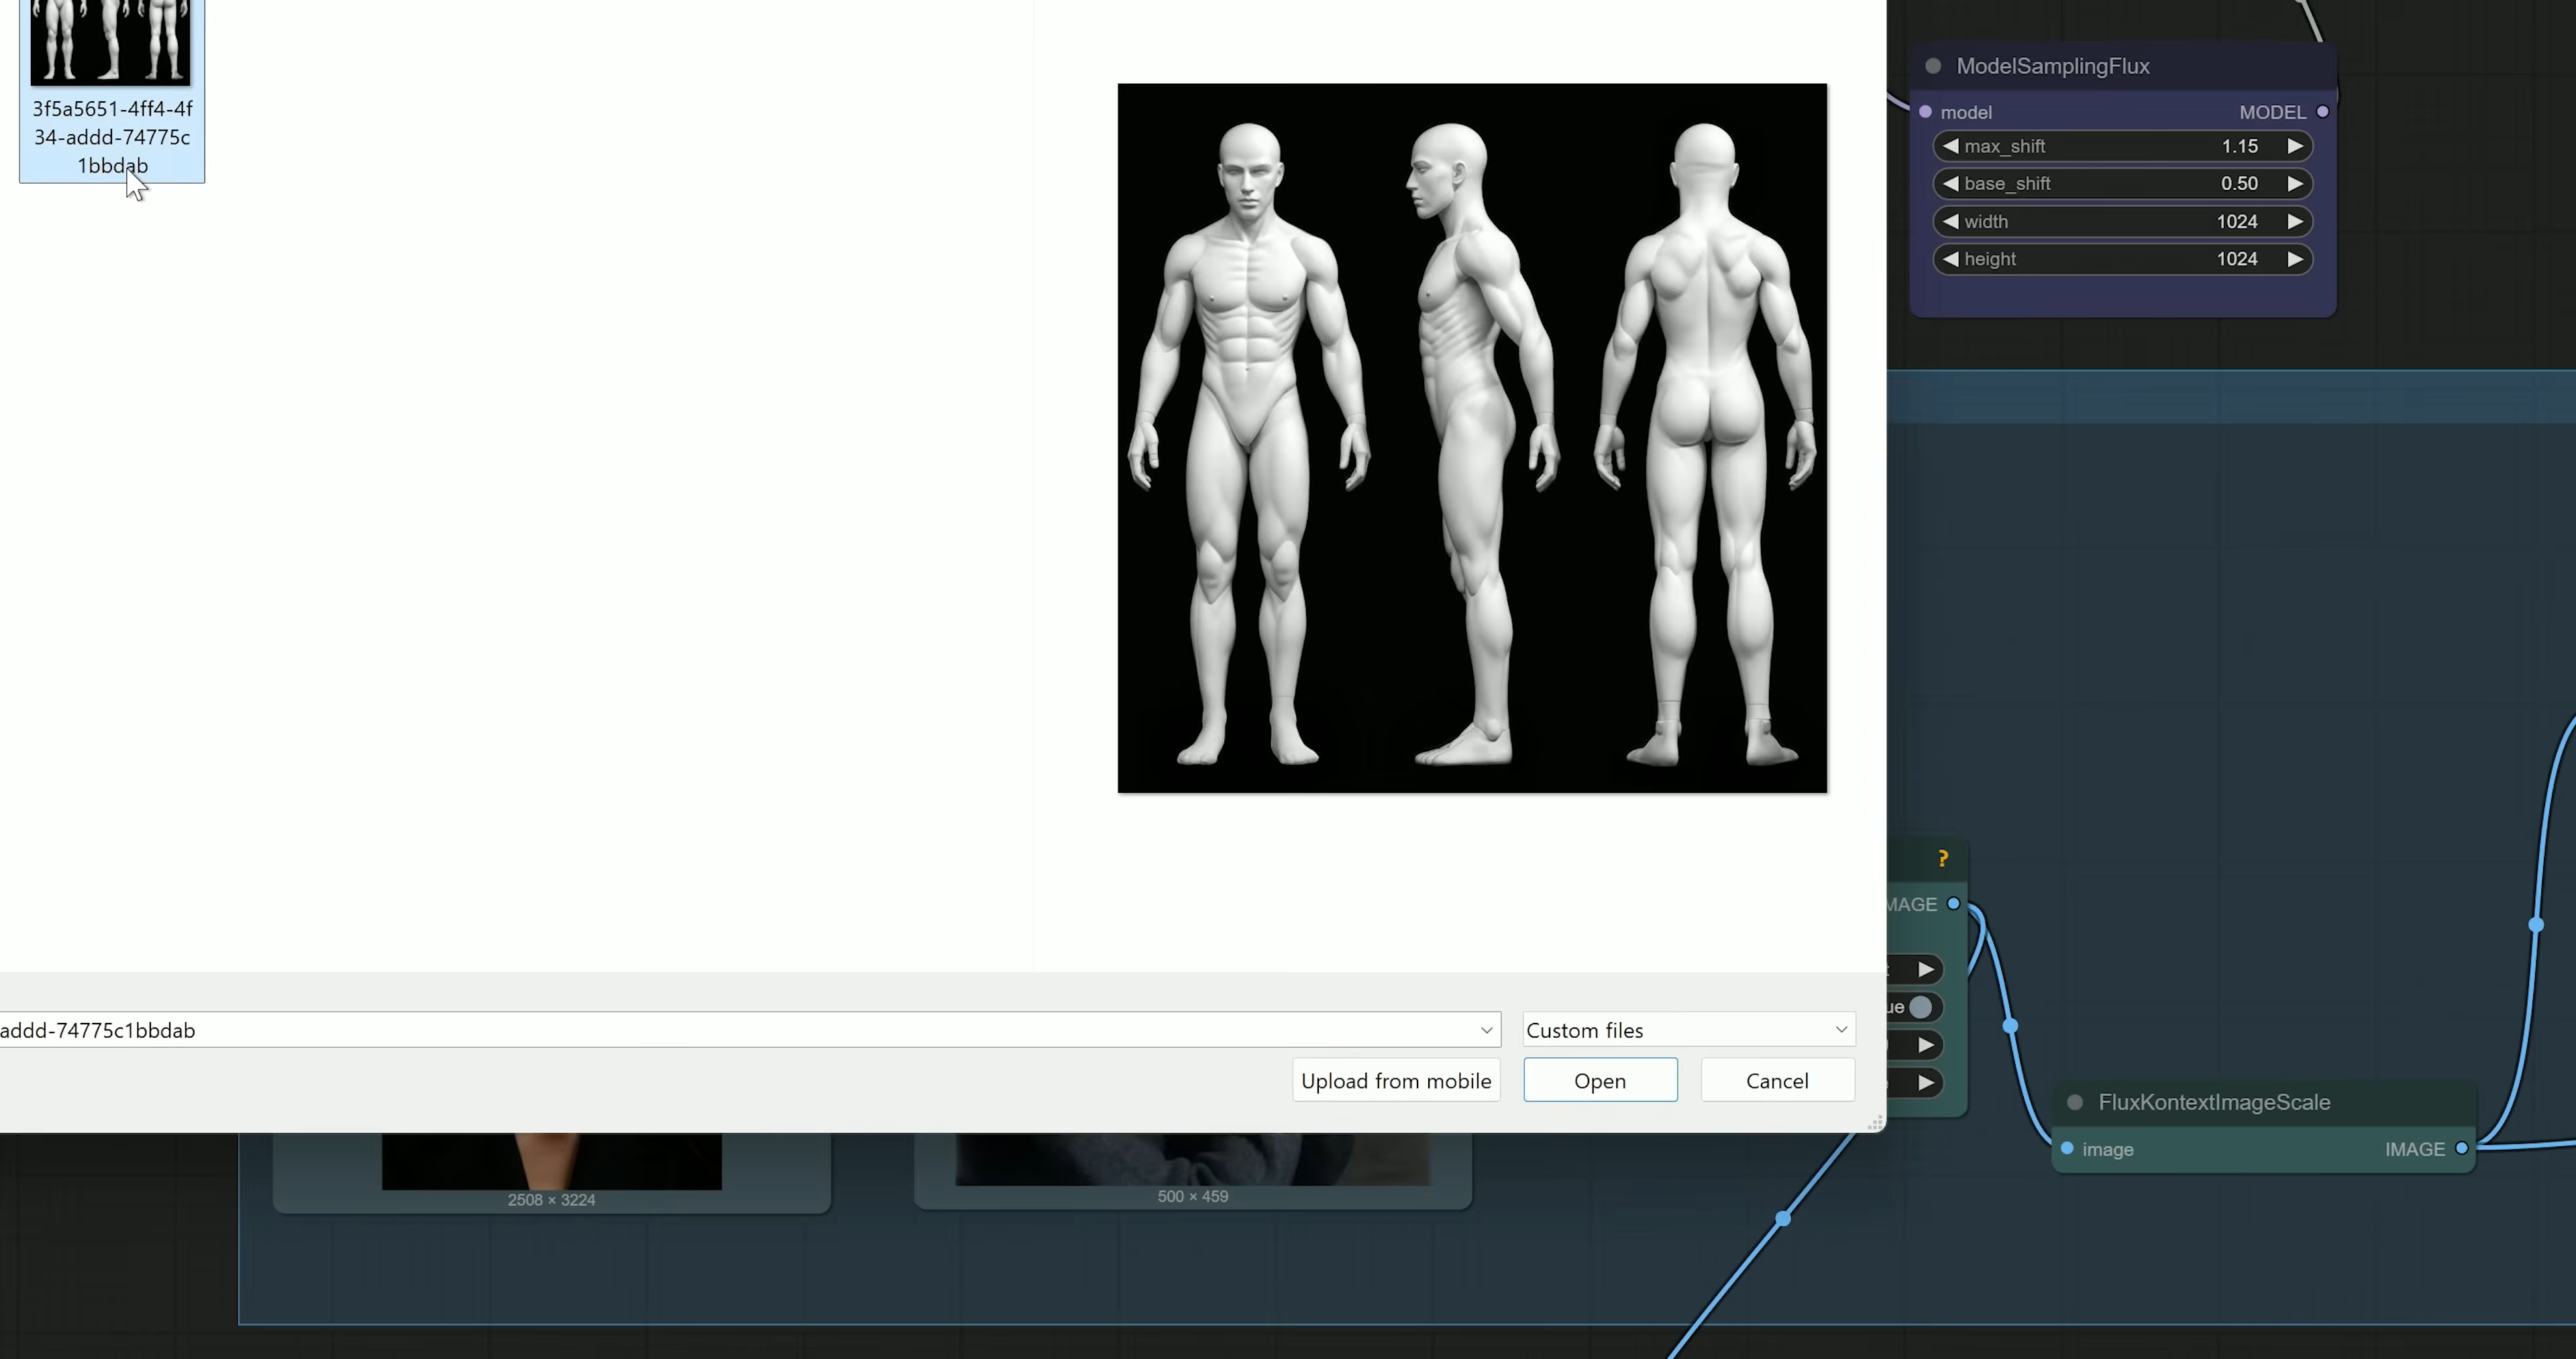 3f5a5651-4ff4-4f
34-addd-74775c
1bbdab
ModelSamplingFlux
model MODEL
max_shift 1.15
base_shift 0.50
width 1024
height 1024
?
MAGE
ue
addd-74775c1bbdab
Custom files
Upload from mobile
Open
Cancel
FluxKontextImageScale
image IMAGE
2508 × 3224
500 × 459